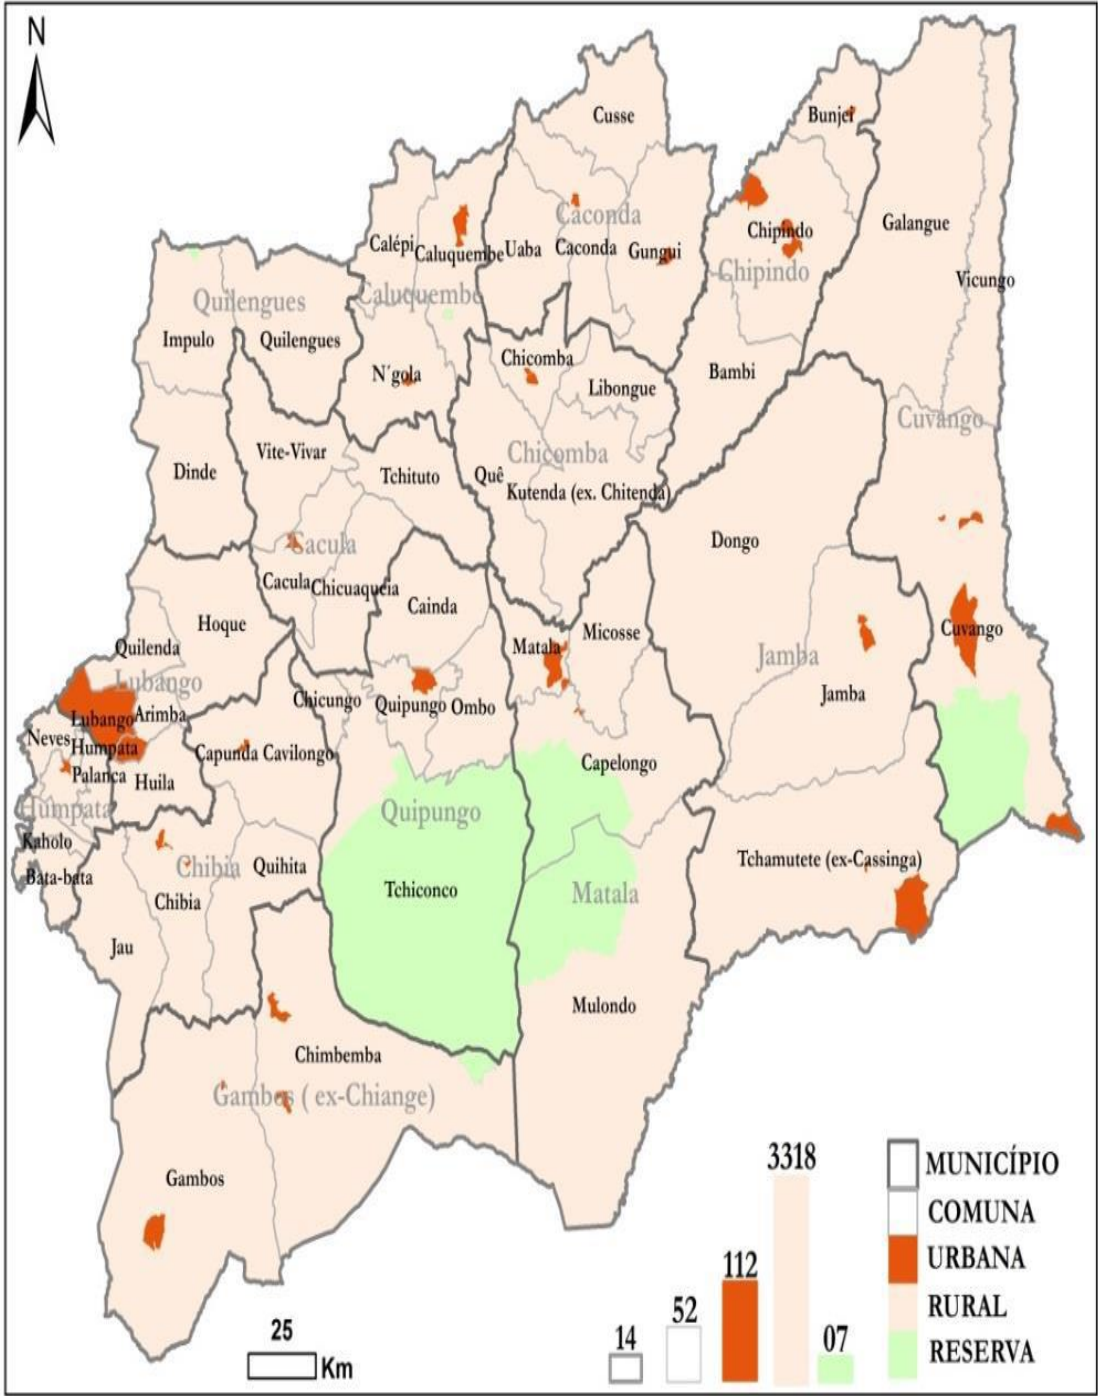 N
Cusse
Bunjei
Caconda
Galangue
Chipindo
Calépi
Caluquembe
Uaba
Caconda
Gungui
Chipindo
Vicungo
Quilengues
Caluquembe
Impulo
Quilengues
Chicomba
N´gola
Libongue
Bambi
Cuvango
Vite-Vivar
Chicomba
Dinde
Tchituto
Quê
Kutenda (ex. Chitenda)
Cacula
Dongo
Cacula
Chicuaqueia
Cainda
Hoque
Micosse
Cuvango
Quilenda
Matala
Jamba
Lubango
Jamba
Chicungo
Quipungo
Ombo
Lubango
Arimba
Neves
Humpata
Capunda Cavilongo
Capelongo
Palanca
Huila
Humpata
Quipungo
Kaholo
Chibia
Quihita
Tchamutete (ex-Cassinga)
Bata-bata
Tchiconco
Matala
Chibia
Jau
Mulondo
Chimbemba
Gambos ( ex-Chiange)
Gambos
25
Km
14
52
112
3318
07
MUNICÍPIO
COMUNA
URBANA
RURAL
RESERVA